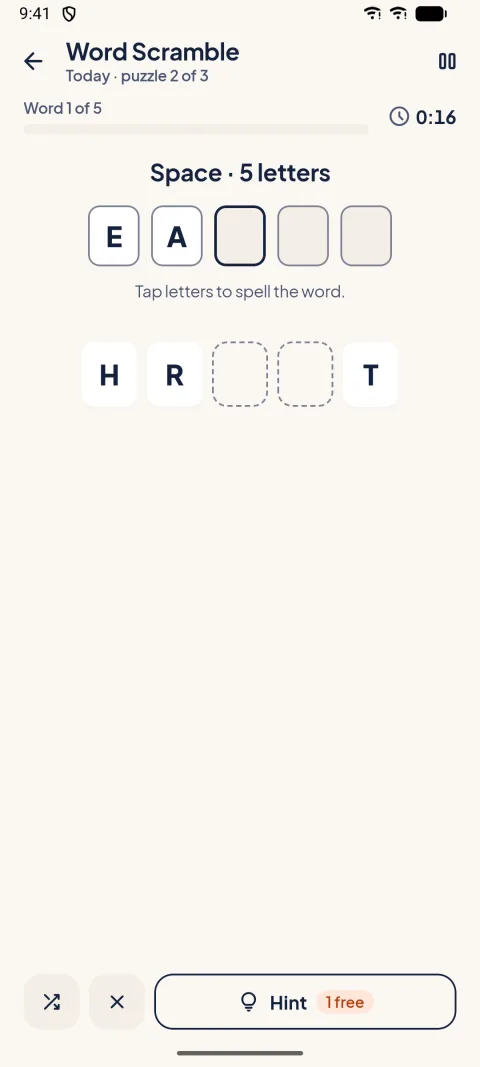 9:41
Word Scramble
Today · puzzle 2 of 3
Word 1 of 5
0:16
Space · 5 letters
E A
Tap letters to spell the word.
H R T
Hint 1 free